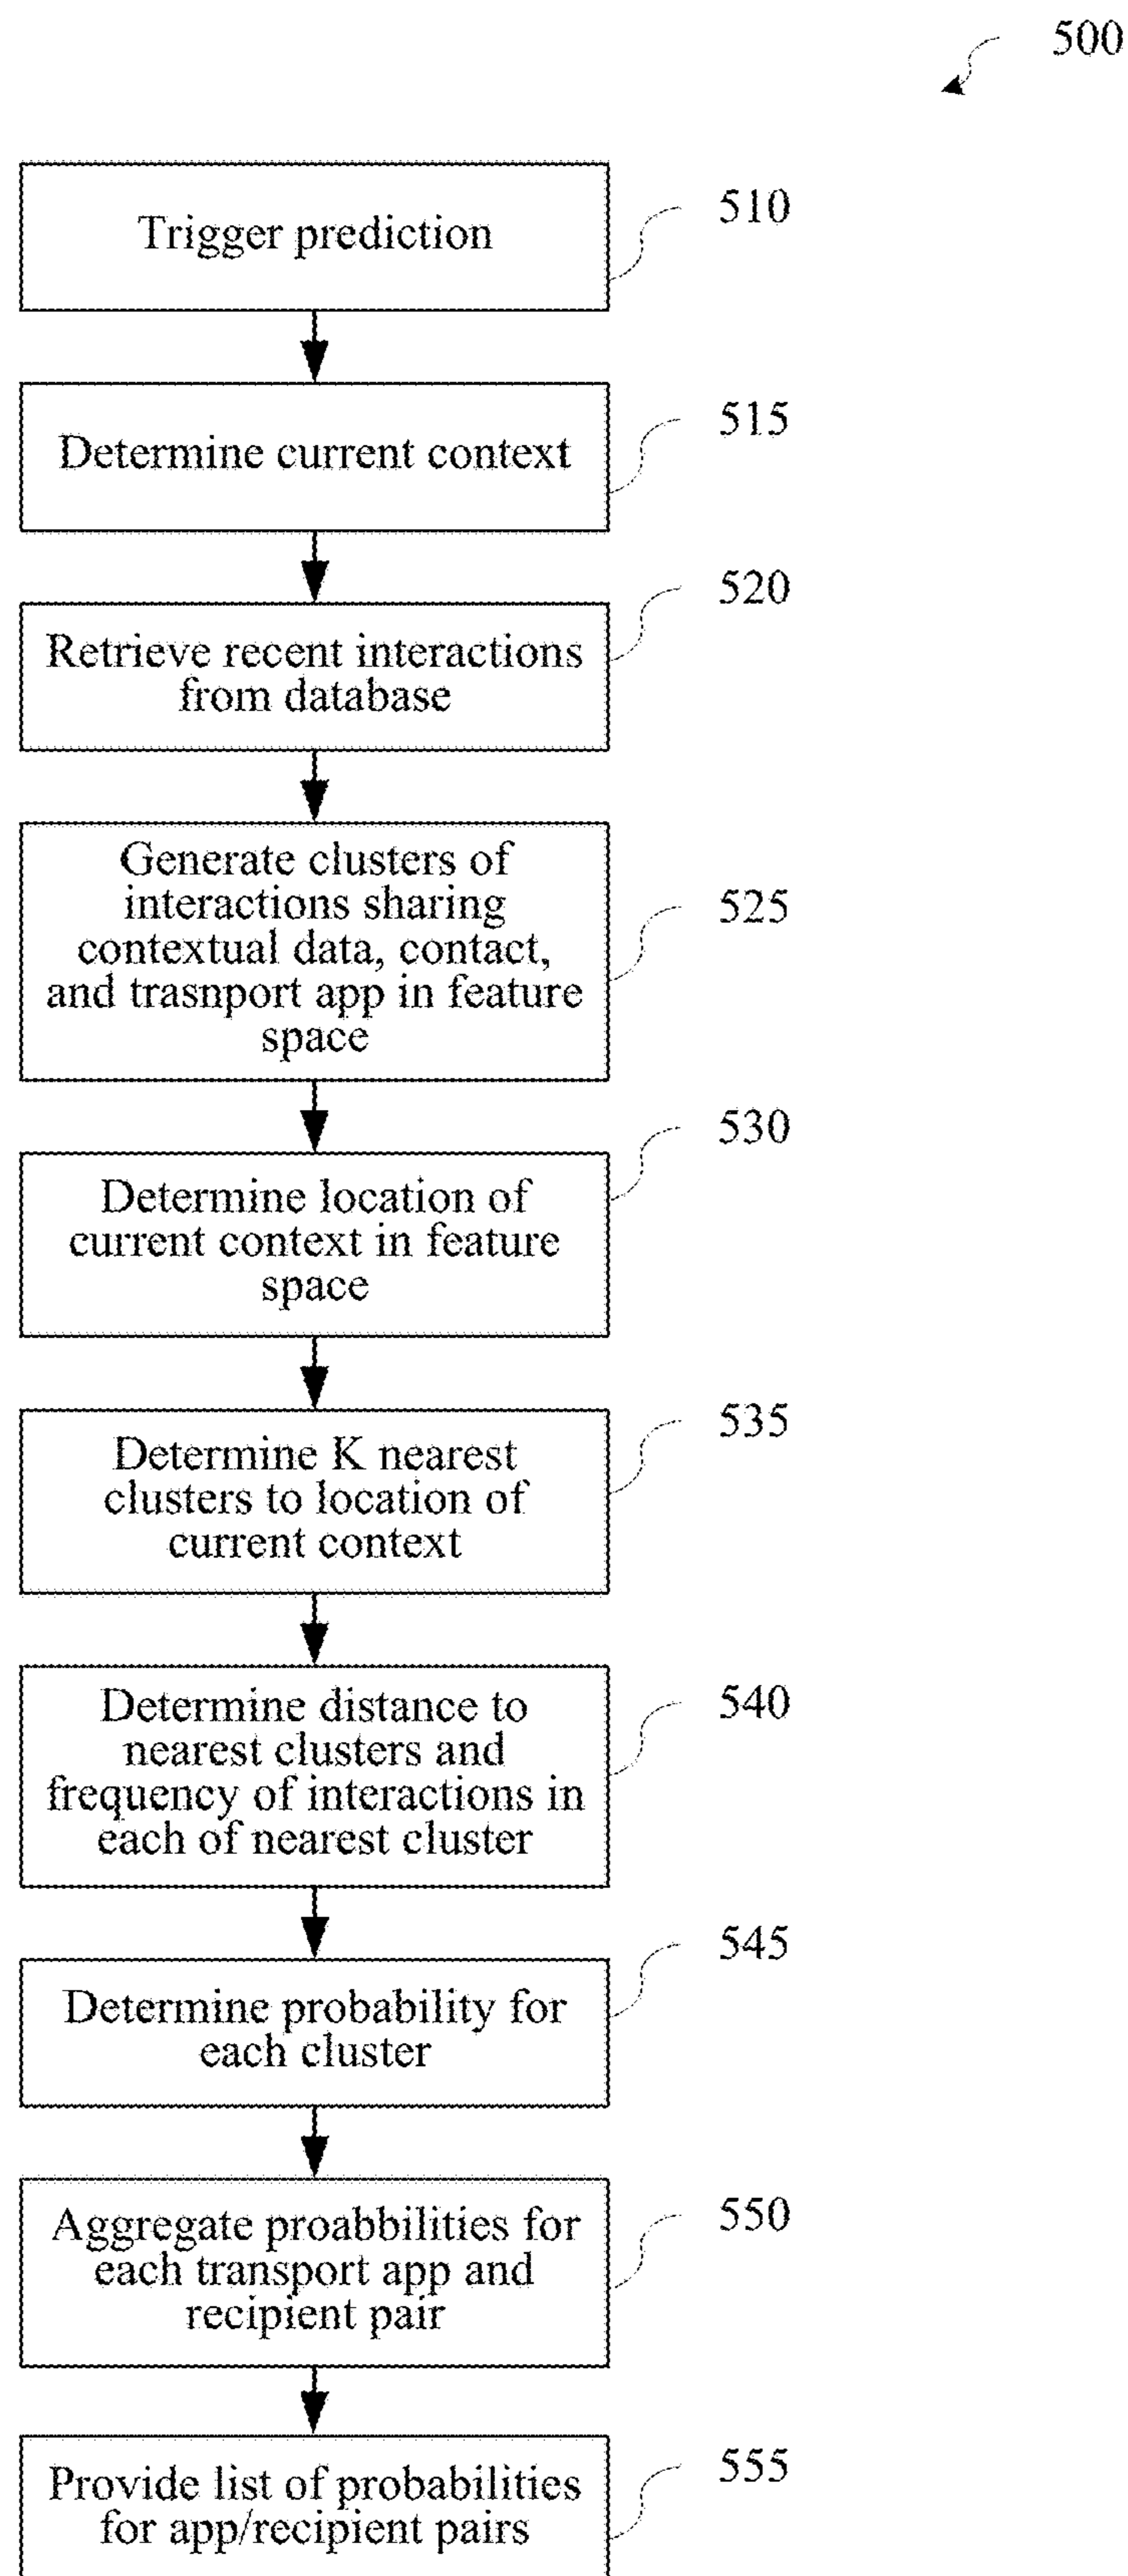 500
Trigger prediction
510
Determine current context
515
Retrieve recent interactions
from database
520
Generate clusters of
interactions sharing
contextual data, contact,
and trasnport app in feature
space
525
Determine location of
current context in feature
space
530
Determine K nearest
clusters to location of
current context
535
Determine distance to
nearest clusters and
frequency of interactions in
each of nearest cluster
540
Determine probability for
each cluster
545
Aggregate proabbilities for
each transport app and
recipient pair
550
Provide list of probabilities
for app/recipient pairs
555